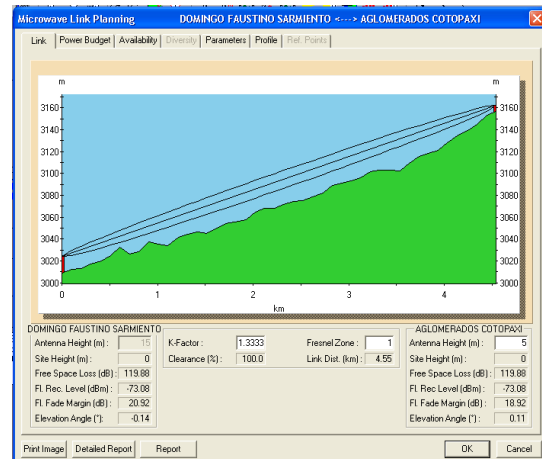 Microwave Link Planning DOMINGO FAUSTINO SARMIENTO <---> AGLOMERADOS COTOPAXI
Link Power Budget Availability Diversity Parameters Profile Ref. Points
m m
3160 3160
3140 3140
3120 3120
3100 3100
3080 3080
3060 3060
3040 3040
3020 3020
3000 3000
0 1 2 3 4
km
DOMINGO FAUSTINO SARMIENTO AGLOMERADOS COTOPAXI
Antenna Height (m) : 15 K-Factor : 1.3333 Fresnel Zone : 1 Antenna Height (m) : 5
Site Height (m) : 0 Clearance (%) : 100.0 Link Dist. (km) : 4.55 Site Height (m) : 0
Free Space Loss (dB) : 119.88 Free Space Loss (dB) : 119.88
Fl. Rec. Level (dBm) : -73.08 Fl. Rec. Level (dBm) : -73.08
Fl. Fade Margin (dB) : 20.92 Fl. Fade Margin (dB) : 18.92
Elevation Angle (°): -0.14 Elevation Angle (°) : 0.11
Print Image Detailed Report Report OK Cancel